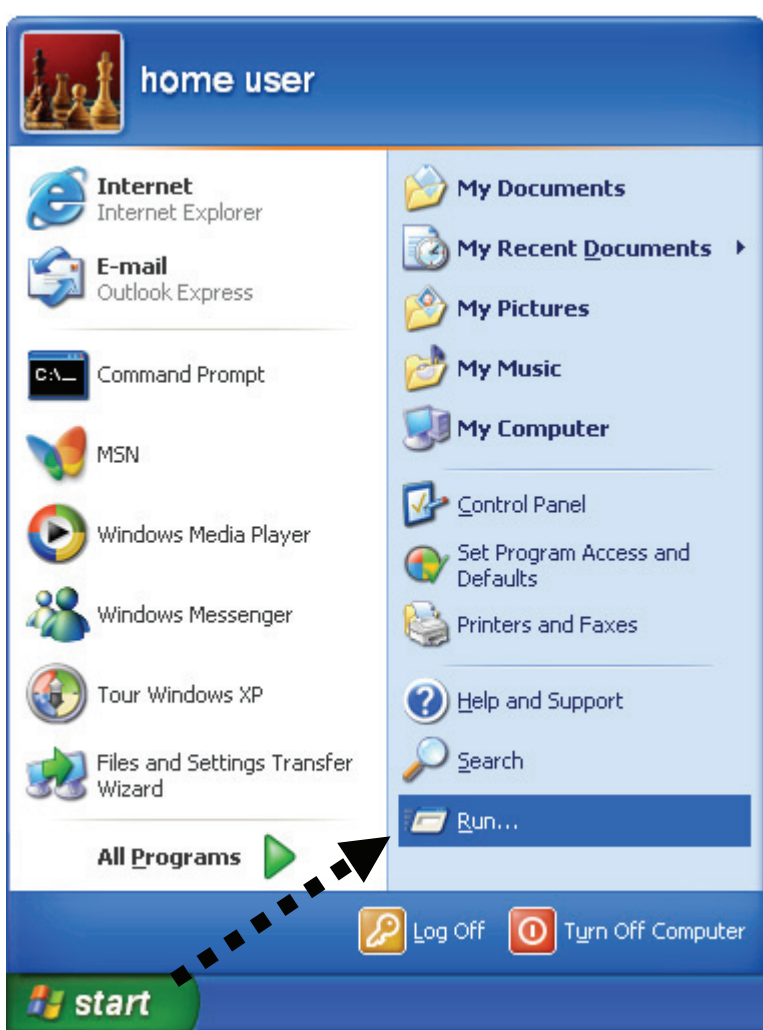 home user
Internet
Internet Explorer
E-mail
Outlook Express
C:\_
Command Prompt
MSN
Windows Media Player
Windows Messenger
Tour Windows XP
Files and Settings Transfer
Wizard
All Programs
My Documents
My Recent Documents
My Pictures
My Music
My Computer
Control Panel
Set Program Access and
Defaults
Printers and Faxes
Help and Support
Search
Run...
Log Off
Turn Off Computer
start